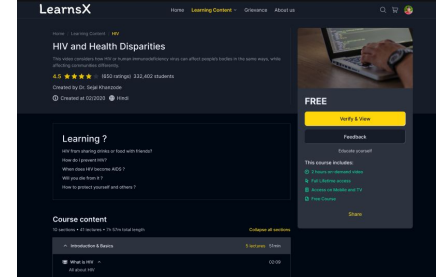 LearnsX
Home Learning Content Grievance About us
Home Learning Content HIV
HIV and Health Disparities
This video considers how HIV or human immunodeficiency virus can affect people's bodies in the same ways, while
affecting communities differently.
4.5 (650 ratings) 332,402 students
Created by Dr. Sejal Khanzode
Created at 02/2020 Hindi
FREE
Verify & View
Feedback
Educate yourself
This course includes:
2 hours on-demand video
Full Lifetime access
Access on Mobile and TV
Free Course
Share
Learning ?
HIV from sharing drinks or food with friends?
How do I prevent HIV?
When does HIV become AIDS ?
Will you die from it ?
How to protect yourself and others ?
Course content
10 sections • 41 lectures • 7h 57m total length
Collapse all sections
Introduction & Basics
5 lectures 51min
What is HIV
02:09
All about HIV